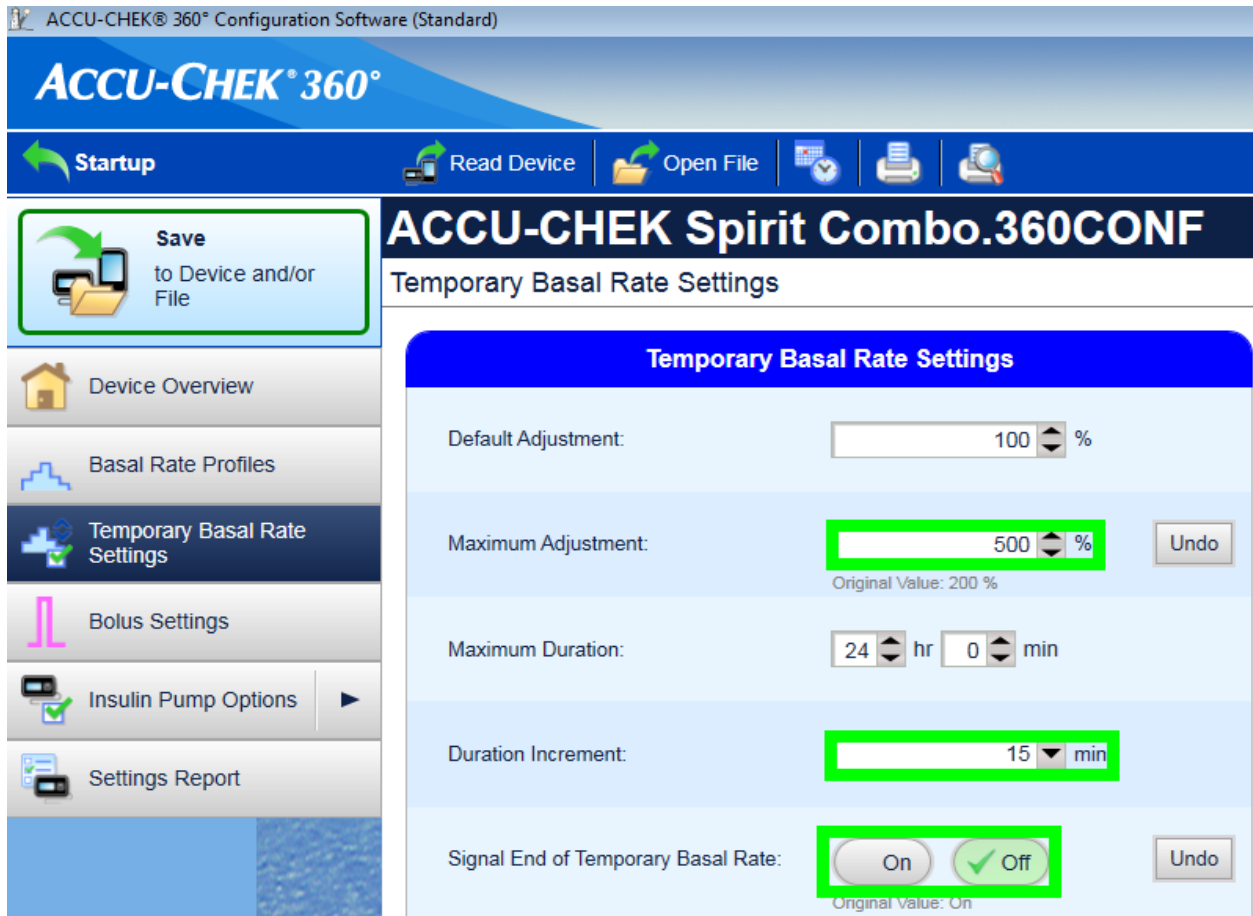 ACCU-CHEK® 360° Configuration Software (Standard)
ACCU-CHEK® 360°
Startup
Read Device
Open File
Save
to Device and/or
File
ACCU-CHEK Spirit Combo.360CONF
Temporary Basal Rate Settings
Device Overview
Basal Rate Profiles
Temporary Basal Rate
Settings
Bolus Settings
Insulin Pump Options
Settings Report
Temporary Basal Rate Settings
Default Adjustment: 100 %
Maximum Adjustment: 500 % Undo
Original Value: 200 %
Maximum Duration: 24 hr 0 min
Duration Increment: 15 min
Signal End of Temporary Basal Rate: On Off Undo
Original Value: On